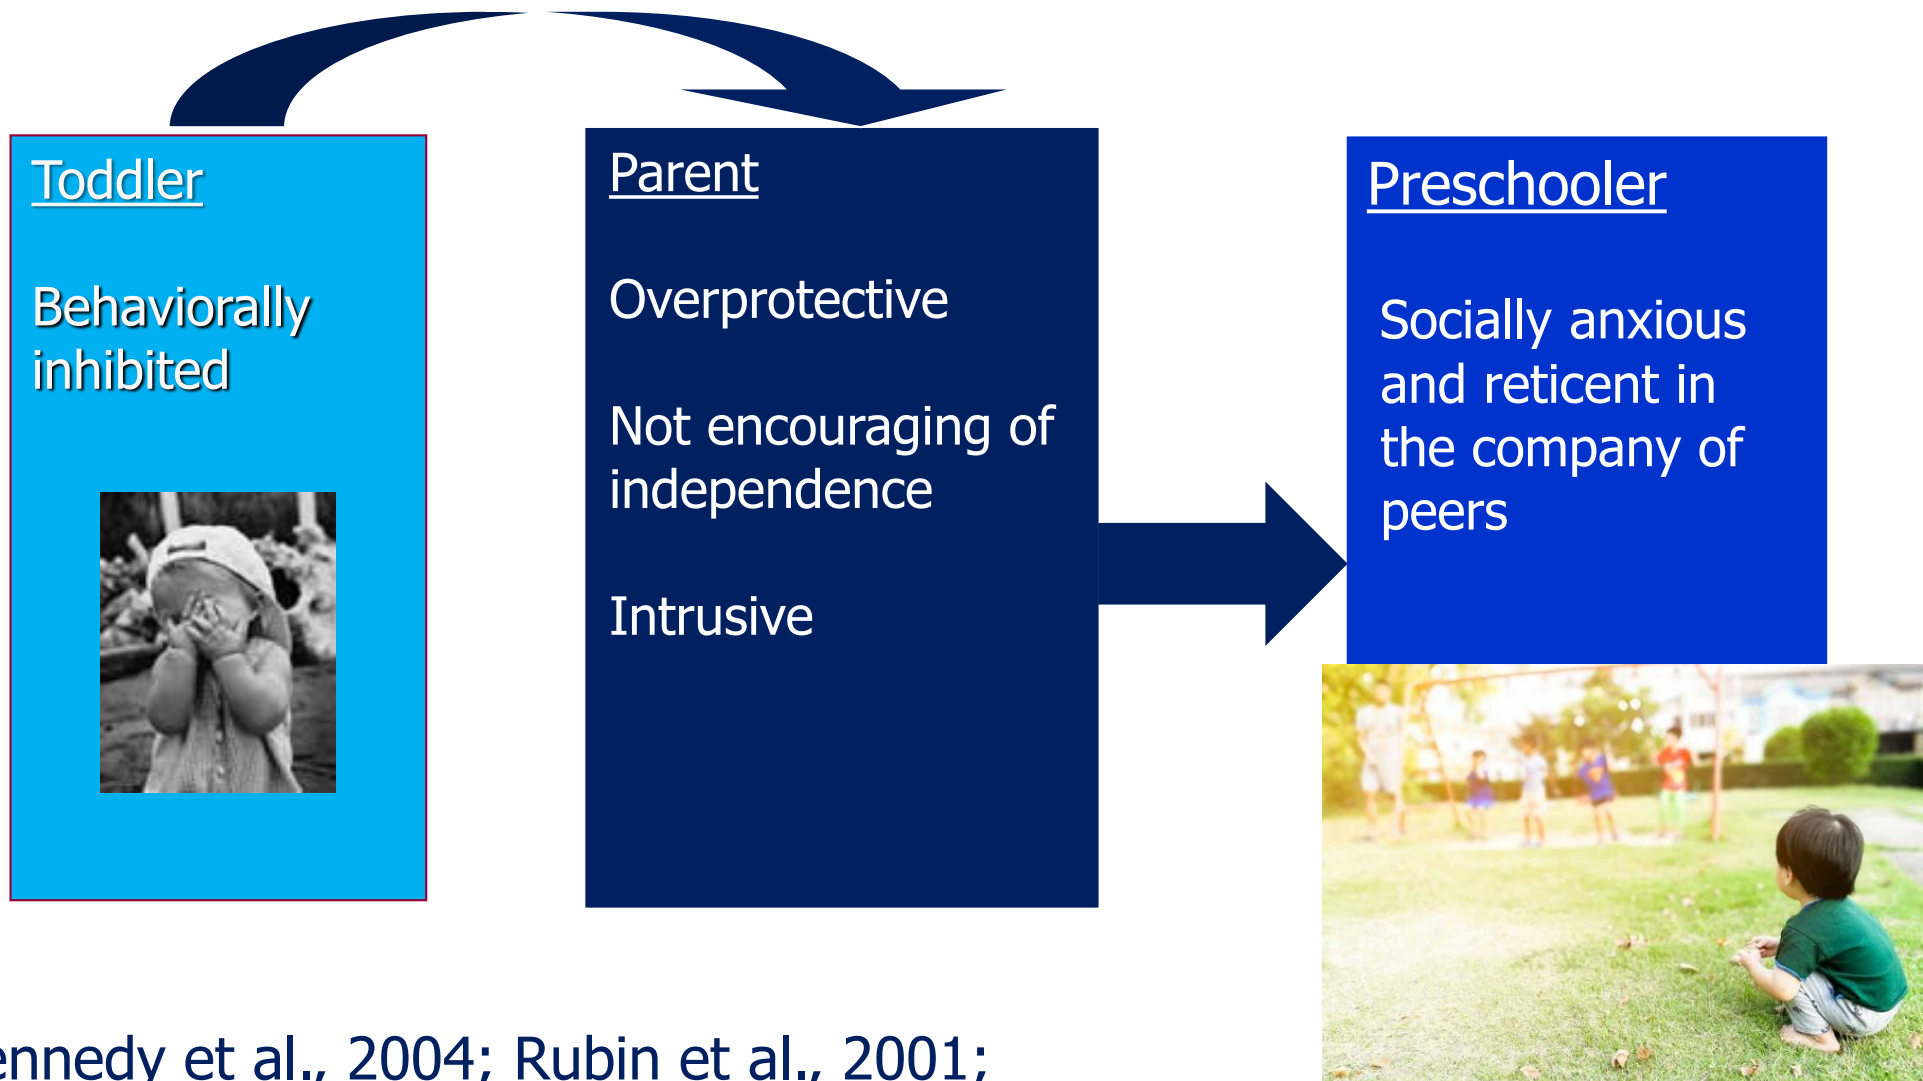 Toddler
Behaviorally
inhibited
Parent
Overprotective
Not encouraging of
independence
Intrusive
Preschooler
Socially anxious
and reticent in
the company of
peers
et al., 2004; Rubin et al., 2001;